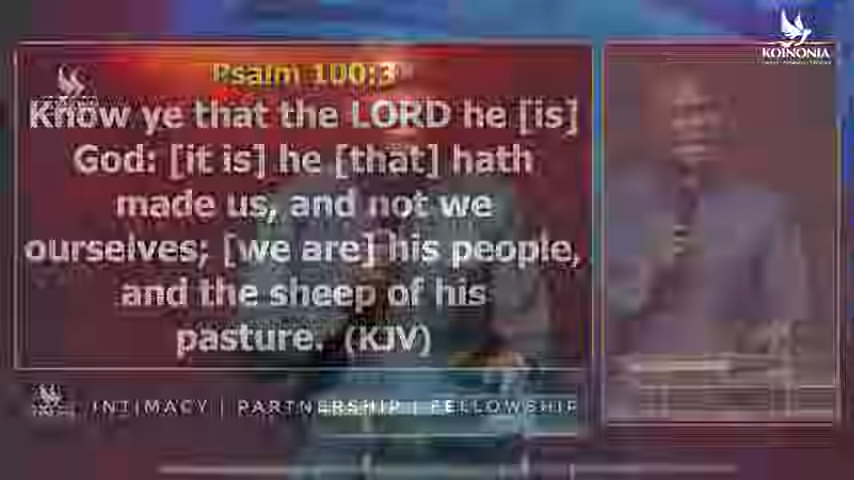 KOINONIA
Psalm 100:3
Know ye that the LORD he [is]
God: [it is] he [that] hath
made us, and not we
ourselves; [we are] his people,
and the sheep of his
pasture. (KJV)
INTIMACY | PARTNERSHIP | FELLOWSHIP